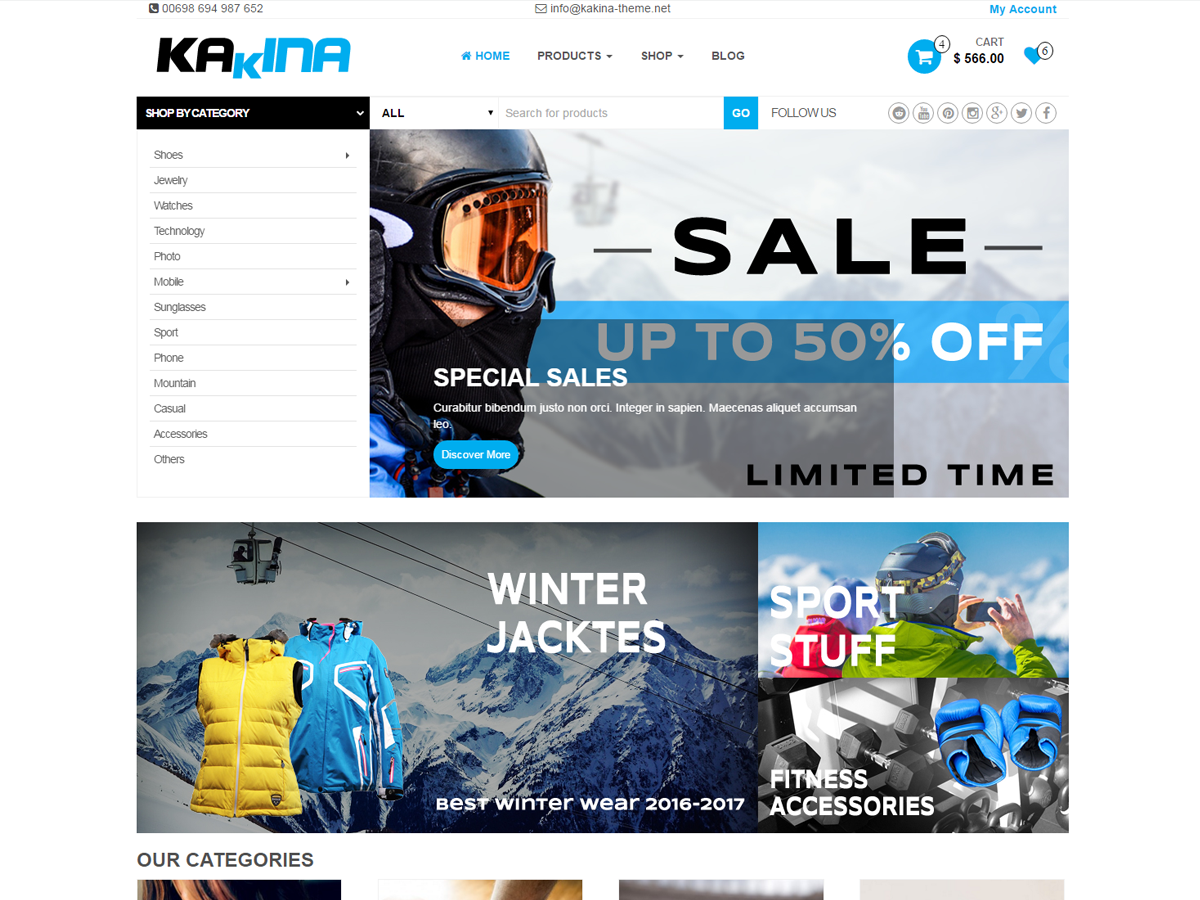 00698 694 987 652
info@kakina-theme.net
My Account
KAKINA
HOME
PRODUCTS
SHOP
BLOG
4
CART
$ 566.00
6
SHOP BY CATEGORY
ALL
Search for products
GO
FOLLOW US
Shoes
Jewelry
Watches
Technology
Photo
Mobile
Sunglasses
Sport
Phone
Mountain
Casual
Accessories
Others
SALE
UP TO 50% OFF
%
SPECIAL SALES
Curabitur bibendum justo non orci. Integer in sapien. Maecenas aliquet accumsan
leo.
Discover More
LIMITED TIME
WINTER
JACKTES
Best winter wear 2016-2017
SPORT
STUFF
FITNESS
ACCESSORIES
OUR CATEGORIES